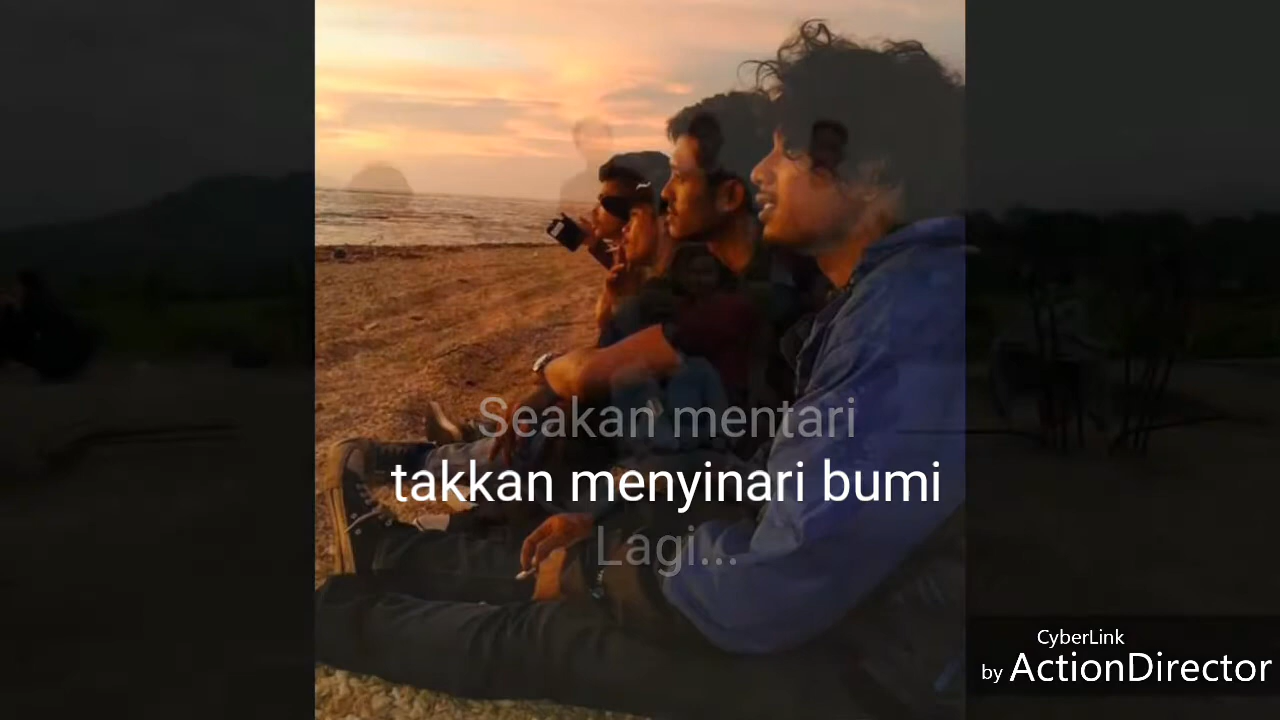 Seakan mentari
takkan menyinari bumi
Lagi...
CyberLink
by ActionDirector